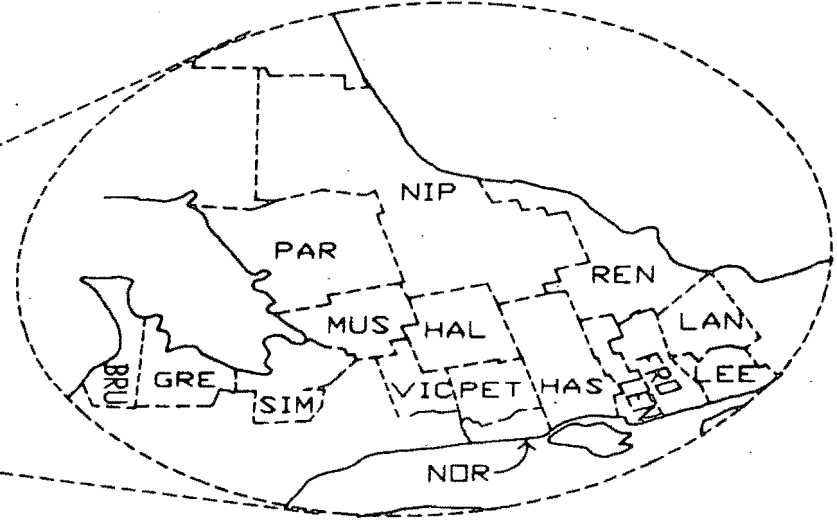 NIP
PAR
REN
MUS
HAL
LAN
BRU
GRE
SIM
VIC
PET
HAS
FRO
LEN
LEE
NOR